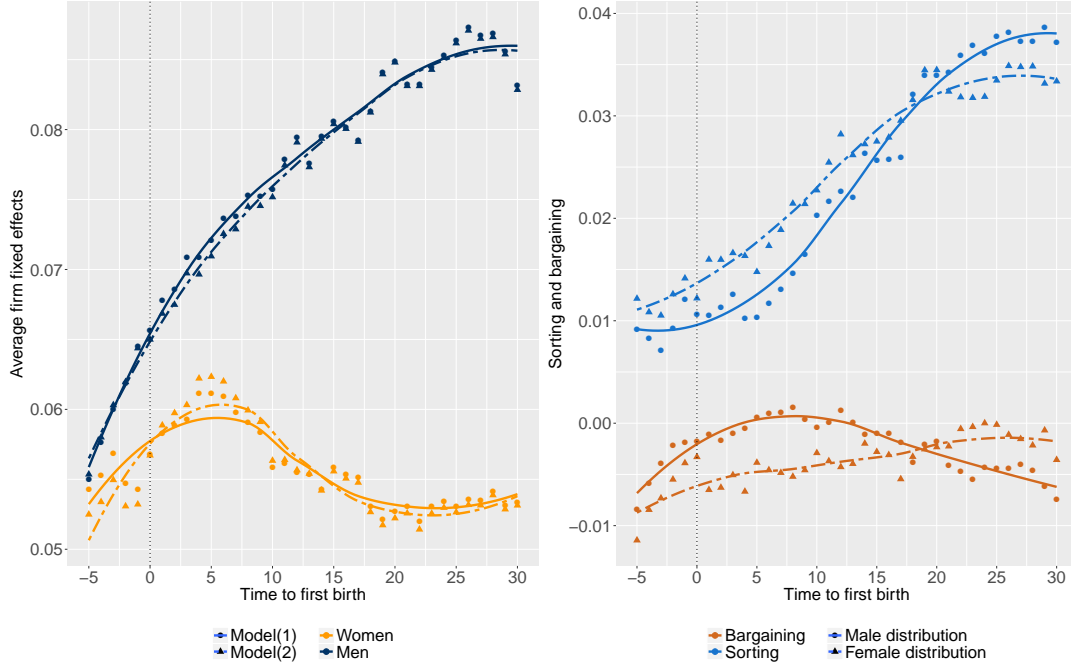 Average firm fixed effects
0.08
0.07
0.06
0.05
−5 0 5 10 15 20 25 30
Time to first birth
Model(1) Women
Model(2) Men
Sorting and bargaining
0.04
0.03
0.02
0.01
0.00
−0.01
−5 0 5 10 15 20 25 30
Time to first birth
Bargaining Male distribution
Sorting Female distribution